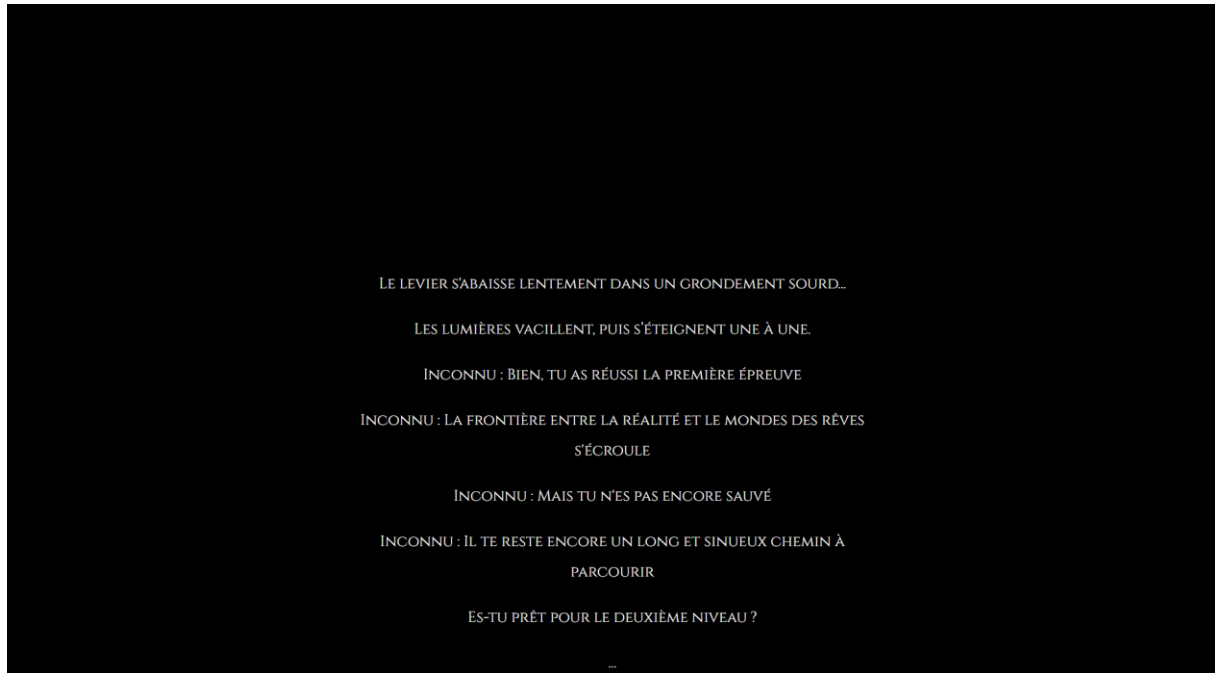 Le levier s'abaisse lentement dans un grondement sourd...
Les lumières vacillent, puis s'éteignent une à une.
Inconnu : Bien, tu as réussi la première épreuve
Inconnu : La frontière entre la réalité et le mondes des rêves
s'écroule
Inconnu : Mais tu n'es pas encore sauvé
Inconnu : Il te reste encore un long et sinueux chemin à
parcourir
Es-tu prêt pour le deuxième niveau ?
...